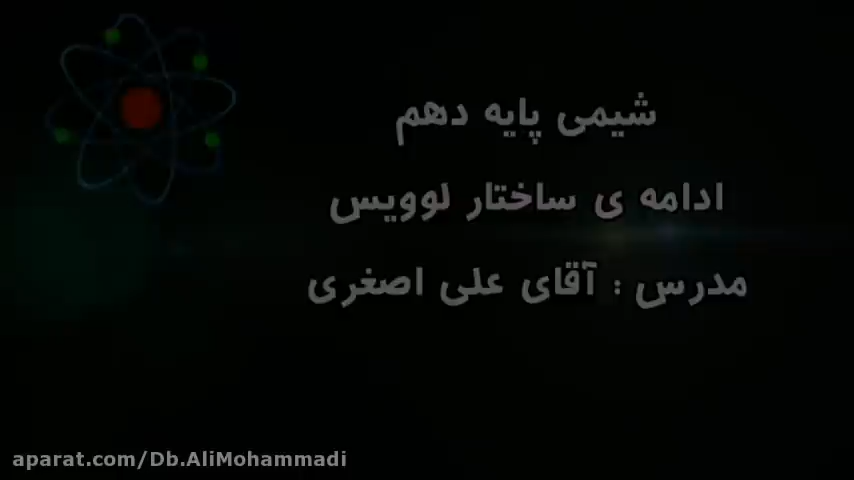 شیمی پایه دهم
ادامه ی ساختار لوویس
مدرس : آقای علی اصغری
aparat.com/Db.AliMohammadi